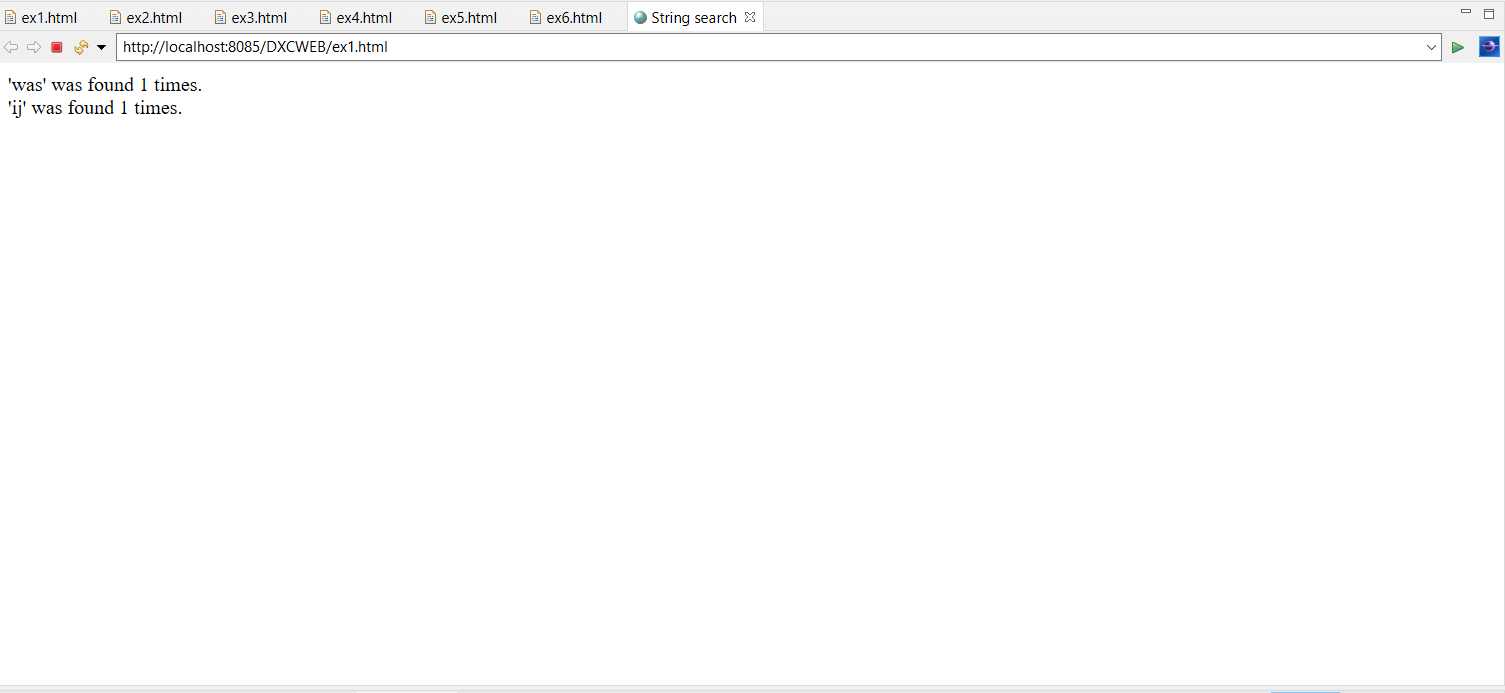 ex1.html ex2.html ex3.html ex4.html ex5.html ex6.html String search
http://localhost:8085/DXCWEB/ex1.html
'was' was found 1 times.
'ij' was found 1 times.